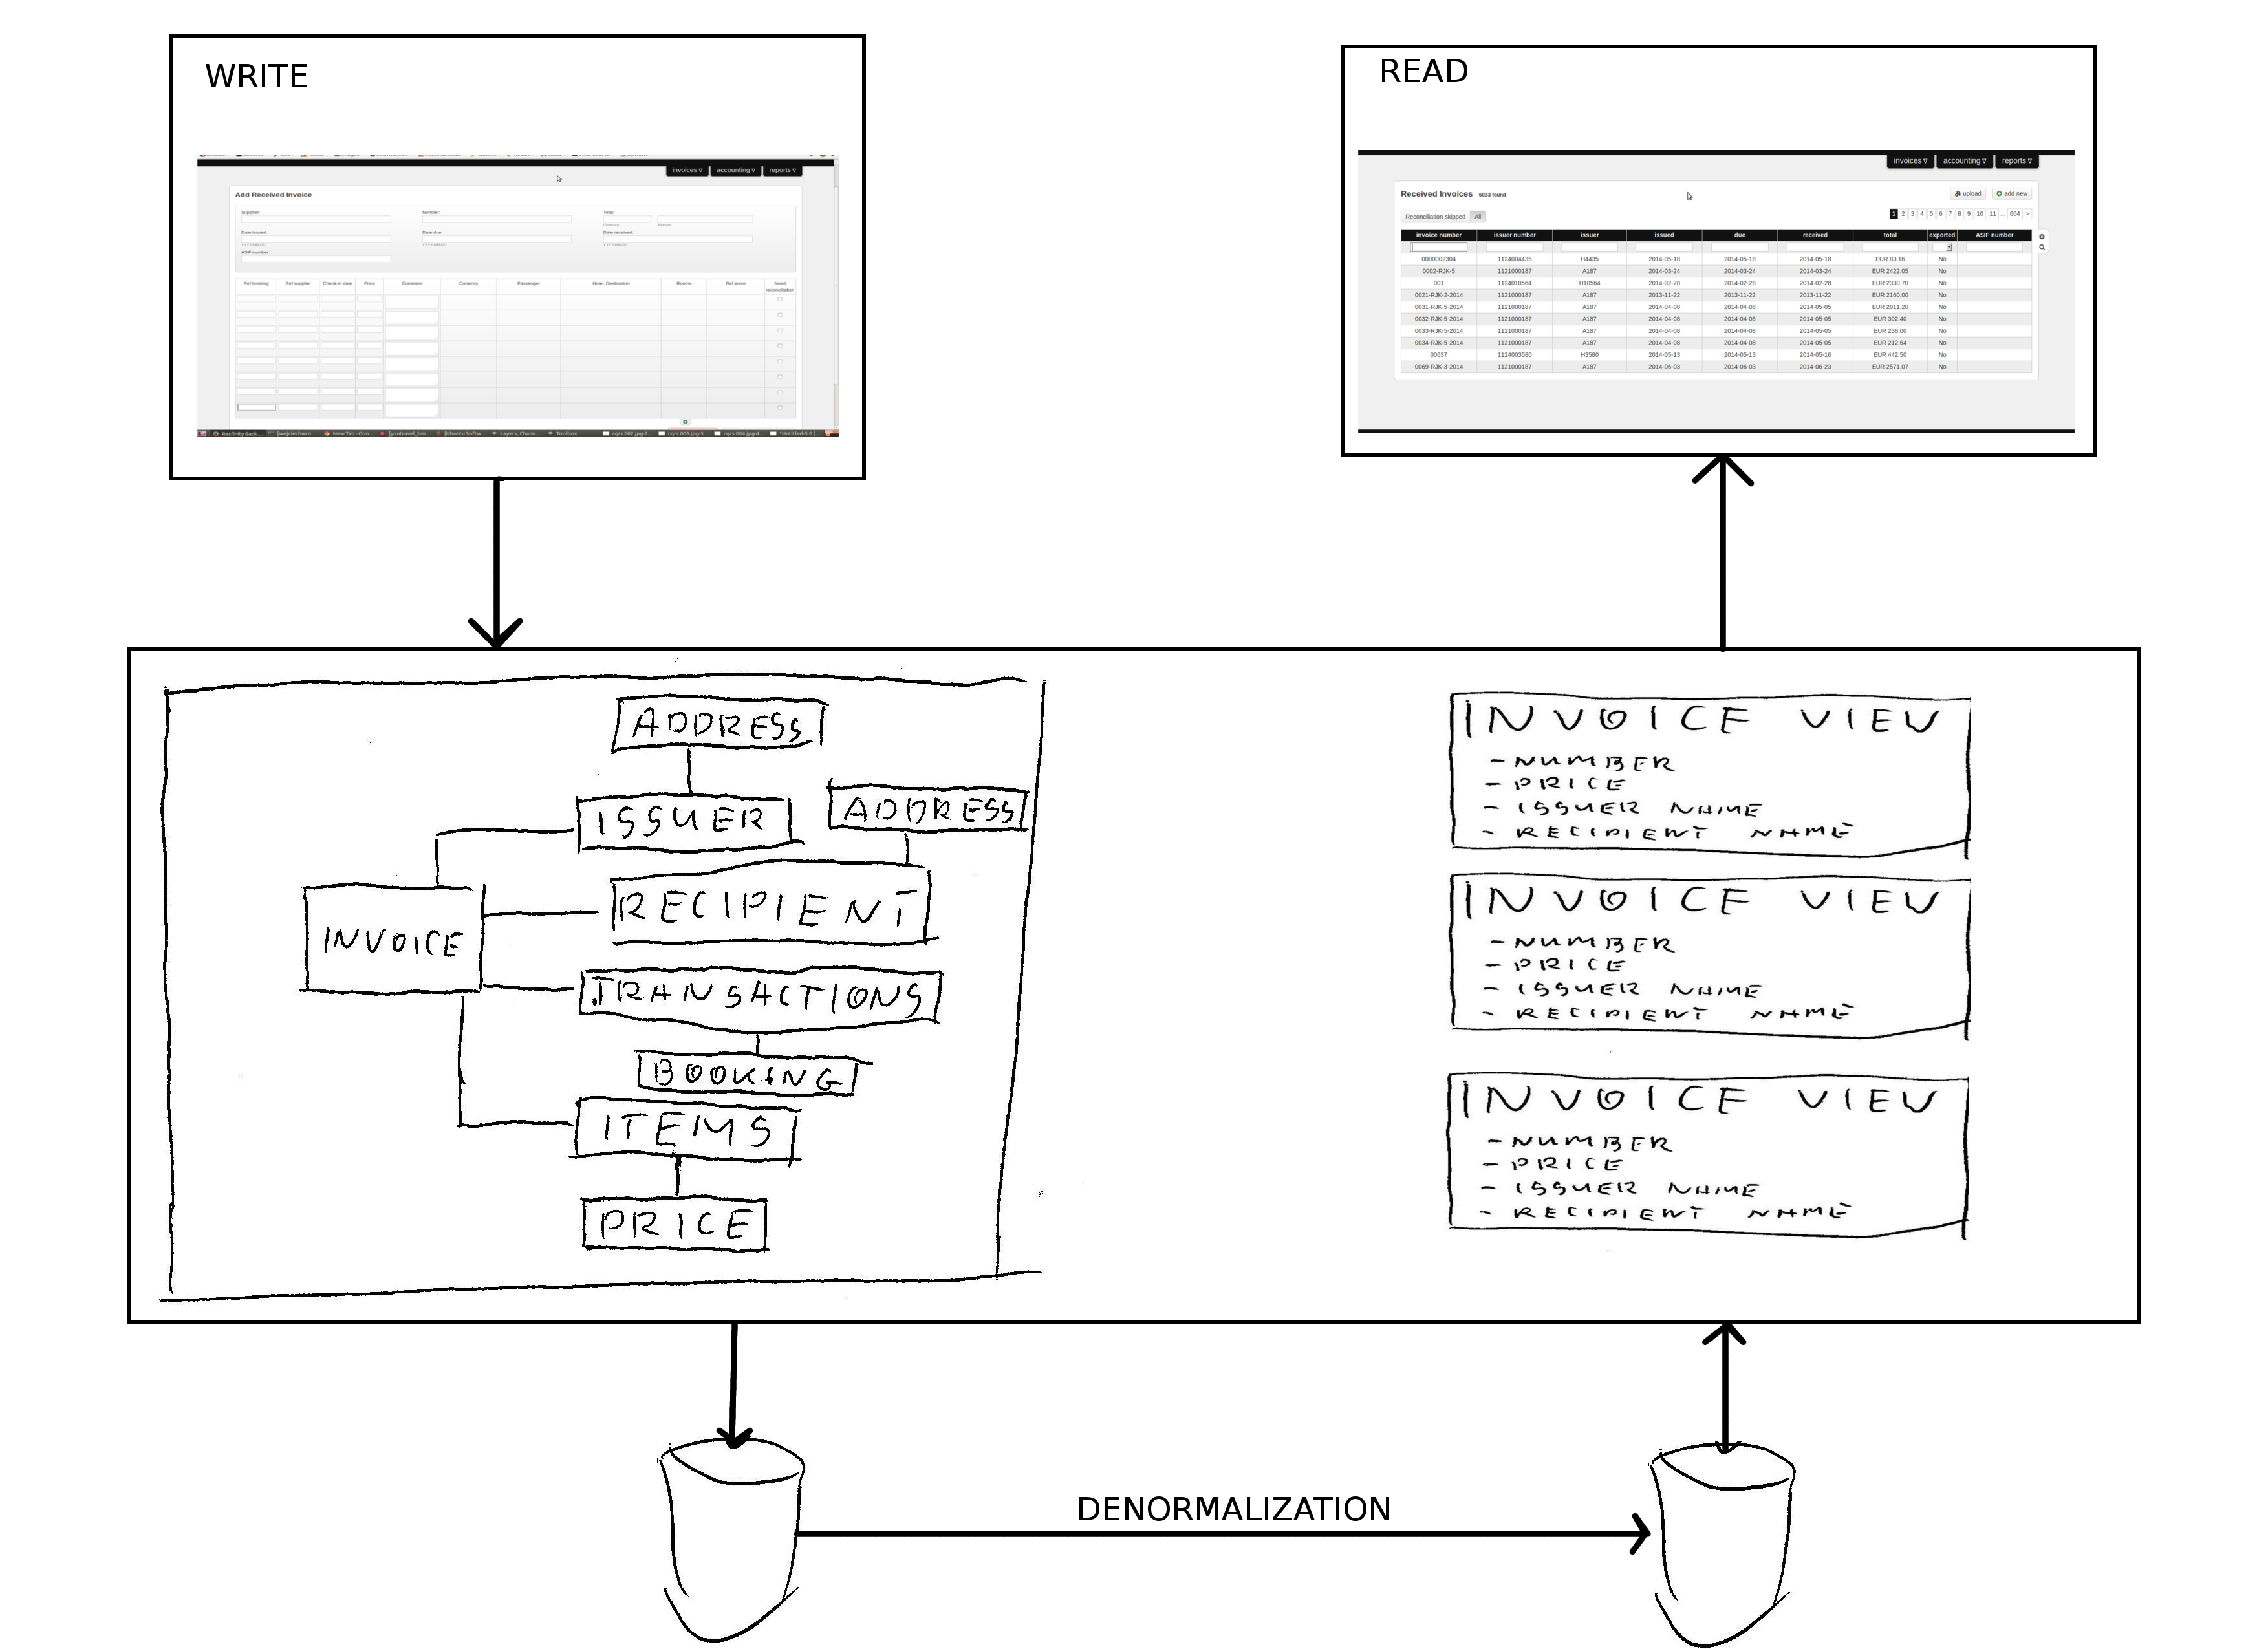 WRITE
invoices ∇ accounting ∇ reports ∇
Add Received Invoice
Supplier: Number: Total:
Currency Amount
Date issued: Date due: Date received:
YYYY-MM-DD YYYY-MM-DD YYYY-MM-DD
ASIF number:
Ref booking Ref supplier Check-in date Price Comment Currency Passenger Hotel, Destination Rooms Ref anixe Need reconciliation
READ
invoices ∇ accounting ∇ reports ∇
Received Invoices 6033 found
upload add new
Reconciliation skipped All
1 2 3 4 5 6 7 8 9 10 11 ... 604 >
invoice number issuer number issuer issued due received total exported ASIF number
0000002304 1124004435 H4435 2014-05-18 2014-05-18 2014-05-18 EUR 83.16 No
0002-RJK-5 1121000187 A187 2014-03-24 2014-03-24 2014-03-24 EUR 2422.05 No
001 1124010564 H10564 2014-02-28 2014-02-28 2014-02-28 EUR 2330.70 No
0021-RJK-2-2014 1121000187 A187 2013-11-22 2013-11-22 2013-11-22 EUR 2160.00 No
0031-RJK-5-2014 1121000187 A187 2014-04-08 2014-04-08 2014-05-05 EUR 2911.20 No
0032-RJK-5-2014 1121000187 A187 2014-04-08 2014-04-08 2014-05-05 EUR 302.40 No
0033-RJK-5-2014 1121000187 A187 2014-04-08 2014-04-08 2014-05-05 EUR 238.00 No
0034-RJK-5-2014 1121000187 A187 2014-04-08 2014-04-08 2014-05-05 EUR 212.64 No
00637 1124003580 H3580 2014-05-13 2014-05-13 2014-05-16 EUR 442.50 No
0069-RJK-3-2014 1121000187 A187 2014-06-03 2014-06-03 2014-06-23 EUR 2571.07 No
ADDRESS
ISSUER
ADDRESS
RECIPIENT
INVOICE
TRANSACTIONS
BOOKING
ITEMS
PRICE
INVOICE VIEW
- NUMBER
- PRICE
- ISSUER NAME
- RECIPIENT NAME
INVOICE VIEW
- NUMBER
- PRICE
- ISSUER NAME
- RECIPIENT NAME
INVOICE VIEW
- NUMBER
- PRICE
- ISSUER NAME
- RECIPIENT NAME
DENORMALIZATION